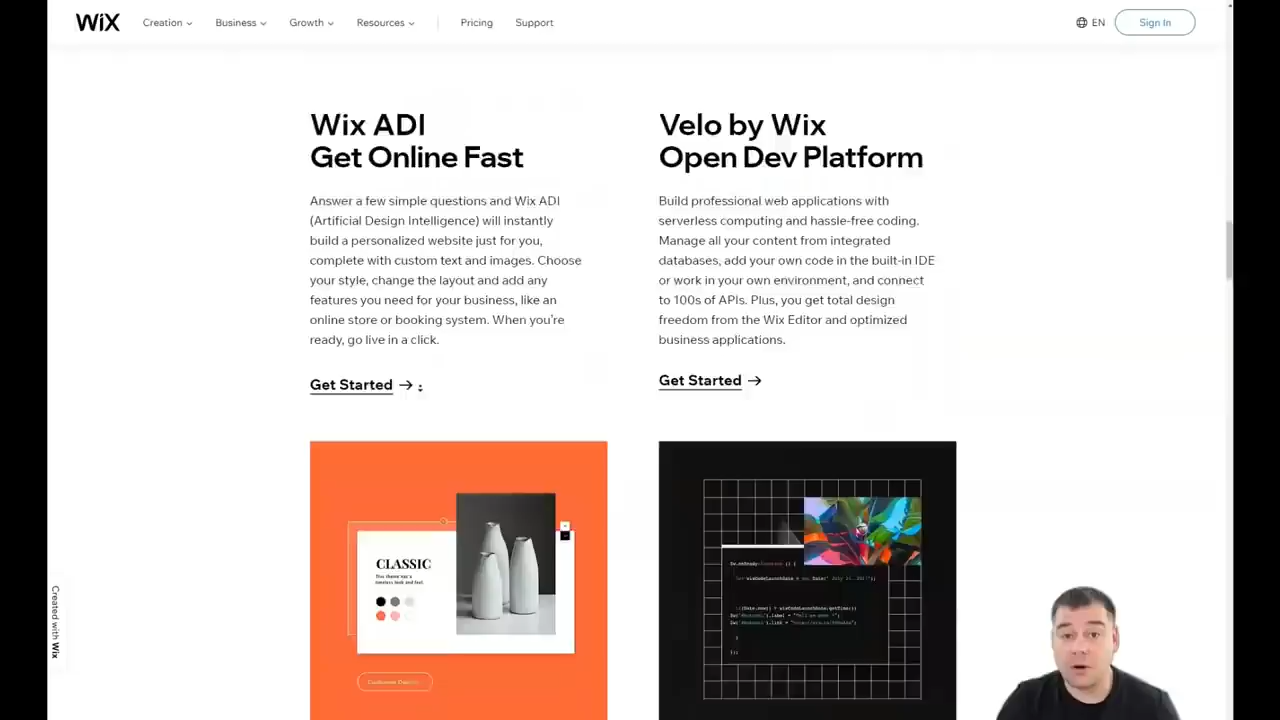 WiX
Creation
Business
Growth
Resources
Pricing
Support
EN
Sign In
Wix ADI
Get Online Fast
Answer a few simple questions and Wix ADI
(Artificial Design Intelligence) will instantly
build a personalized website just for you,
complete with custom text and images. Choose
your style, change the layout and add any
features you need for your business, like an
online store or booking system. When you're
ready, go live in a click.
Get Started
Velo by Wix
Open Dev Platform
Build professional web applications with
serverless computing and hassle-free coding.
Manage all your content from integrated
databases, add your own code in the built-in IDE
or work in your own environment, and connect
to 100s of APIs. Plus, you get total design
freedom from the Wix Editor and optimized
business applications.
Get Started
CLASSIC
timeless look and feel.
Created with Wix